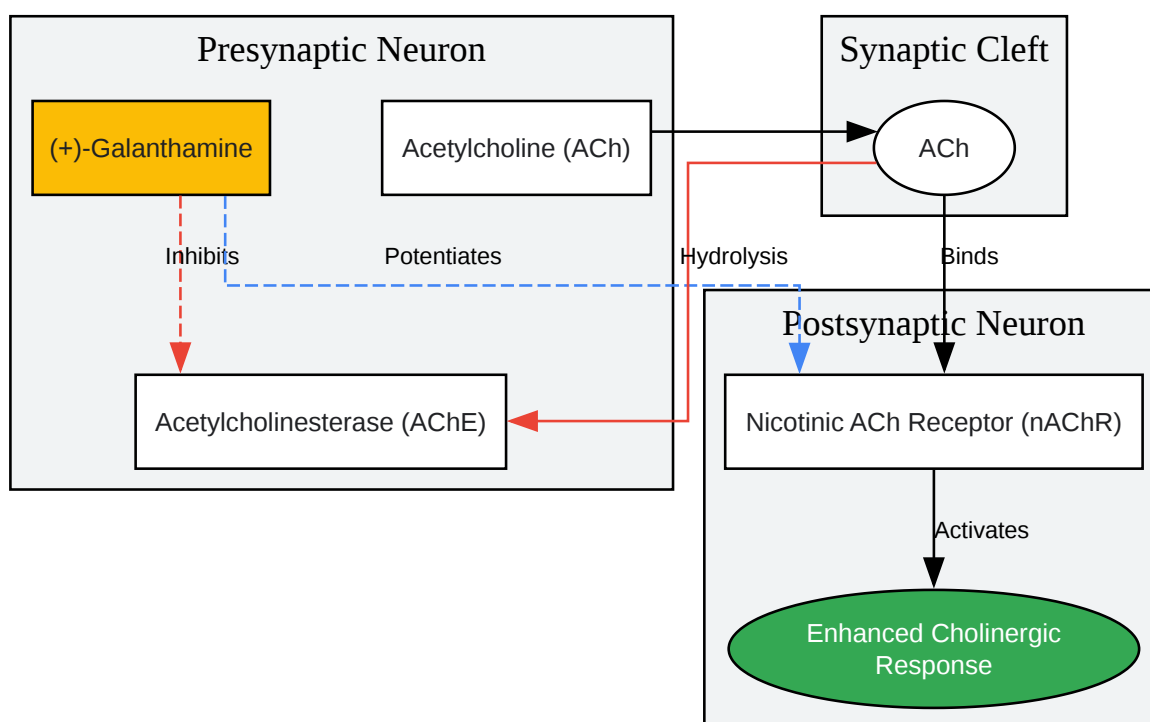 Presynaptic Neuron
Synaptic Cleft
(+)-Galanthamine
Acetylcholine (ACh)
ACh
Inhibits
Potentiates
Hydrolysis
Binds
Postsynaptic Neuron
Acetylcholinesterase (AChE)
Nicotinic ACh Receptor (nAChR)
Activates
Enhanced Cholinergic
Response